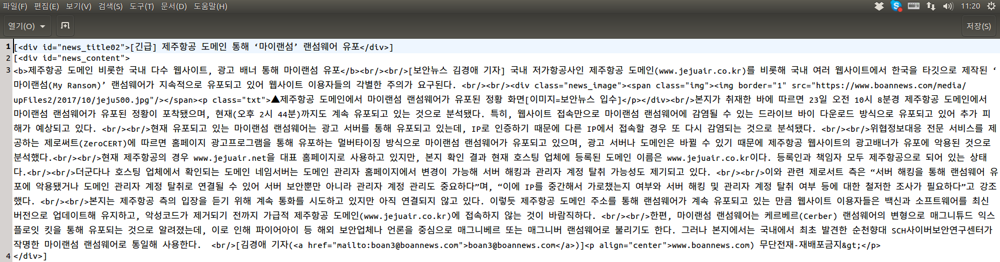 파일(F) 편집(E) 보기(V) 검색(S) 도구(T) 문서(D) 도움말(H) 11:20
열기(O) 저장(S)
1 [<div id="news_title02">[긴급] 제주항공 도메인 통해 ‘마이랜섬’ 랜섬웨어 유포</div>]
2 [<div id="news_content">
3 <b>제주항공 도메인 비롯한 국내 다수 웹사이트, 광고 배너 통해 마이랜섬 유포</b><br/><br/>[보안뉴스 김경애 기자] 국내 저가항공사인 제주항공 도메인(www.jejuair.co.kr)를 비롯해 국내 여러 웹사이트에서 한국을 타깃으로 제작된 ‘
마이랜섬(My Ransom)’ 랜섬웨어가 지속적으로 유포되고 있어 웹사이트 이용자들의 각별한 주의가 요구된다. <br/><br/><div class="news_image"><span class="img"><img border="1" src="https://www.boannews.com/media/
upFiles2/2017/10/jeju500.jpg"/></span><p class="txt">▲제주항공 도메인에서 마이랜섬 랜섬웨어가 유포된 정황 화면[이미지=보안뉴스 입수]</p></div><br/>본지가 취재한 바에 따르면 23일 오전 10시 8분경 제주항공 도메인에서
마이랜섬 랜섬웨어가 유포된 정황이 포착됐으며, 현재(오후 2시 44분)까지도 계속 유포되고 있는 것으로 분석됐다. 특히, 웹사이트 접속만으로 마이랜섬 랜섬웨어에 감염될 수 있는 드라이브 바이 다운로드 방식으로 유포되고 있어 추가 피
해가 예상되고 있다. <br/><br/>현재 유포되고 있는 마이랜섬 랜섬웨어는 광고 서버를 통해 유포되고 있는데, IP로 인증하기 때문에 다른 IP에서 접속할 경우 또 다시 감염되는 것으로 분석됐다. <br/><br/>위협정보대응 전문 서비스를 제
공하는 제로써트(ZeroCERT)에 따르면 홈페이지 광고프로그램을 통해 유포하는 멀버타이징 방식으로 마이랜섬 랜섬웨어가 유포되고 있으며, 광고 서버나 도메인은 바뀔 수 있기 때문에 제주항공 웹사이트의 광고배너가 유포에 악용된 것으로
분석했다.<br/><br/>현재 제주항공의 경우 www.jejuair.net을 대표 홈페이지로 사용하고 있지만, 본지 확인 결과 현재 호스팅 업체에 등록된 도메인 이름은 www.jejuair.co.kr이다. 등록인과 책임자 모두 제주항공으로 되어 있는 상태
다.<br/><br/>더군다나 호스팅 업체에서 확인되는 도메인 네임서버는 도메인 관리자 홈페이지에서 변경이 가능해 서버 해킹과 관리자 계정 탈취 가능성도 제기되고 있다. <br/><br/>이와 관련 제로서트 측은 “서버 해킹을 통해 랜섬웨어 유
포에 악용됐거나 도메인 관리자 계정 탈취로 연결될 수 있어 서버 보안뿐만 아니라 관리자 계정 관리도 중요하다”며, “이에 IP를 중간해서 가로챘는지 여부와 서버 해킹 및 관리자 계정 탈취 여부 등에 대한 철저한 조사가 필요하다”고 강조
했다. <br/><br/>본지는 제주항공 측의 입장을 듣기 위해 계속 통화를 시도하고 있지만 아직 연결되지 않고 있다. 이렇듯 제주항공 도메인 주소를 통해 랜섬웨어가 계속 유포되고 있는 만큼 웹사이트 이용자들은 백신과 소프트웨어를 최신
버전으로 업데이트해 유지하고, 악성코드가 제거되기 전까지 가급적 제주항공 도메인(www.jejuair.co.kr)에 접속하지 않는 것이 바람직하다. <br/><br/>한편, 마이랜섬 랜섬웨어는 케르베르(Cerber) 랜섬웨어의 변형으로 매그니튜드 익스
플로잇 킷을 통해 유포되는 것으로 알려졌는데, 이로 인해 파이어아이 등 해외 보안업체나 언론을 중심으로 매그니베르 또는 매그니버 랜섬웨어로 불리기도 한다. 그러나 본지에서는 국내에서 최초 발견한 순천향대 SCH사이버보안연구센터가
작명한 마이랜섬 랜섬웨어로 통일해 사용한다.  <br/>[김경애 기자(<a href="mailto:boan3@boannews.com">boan3@boannews.com</a>)]<p align="center">www.boannews.com) 무단전재-재배포금지&gt;</p>
4 </div>]